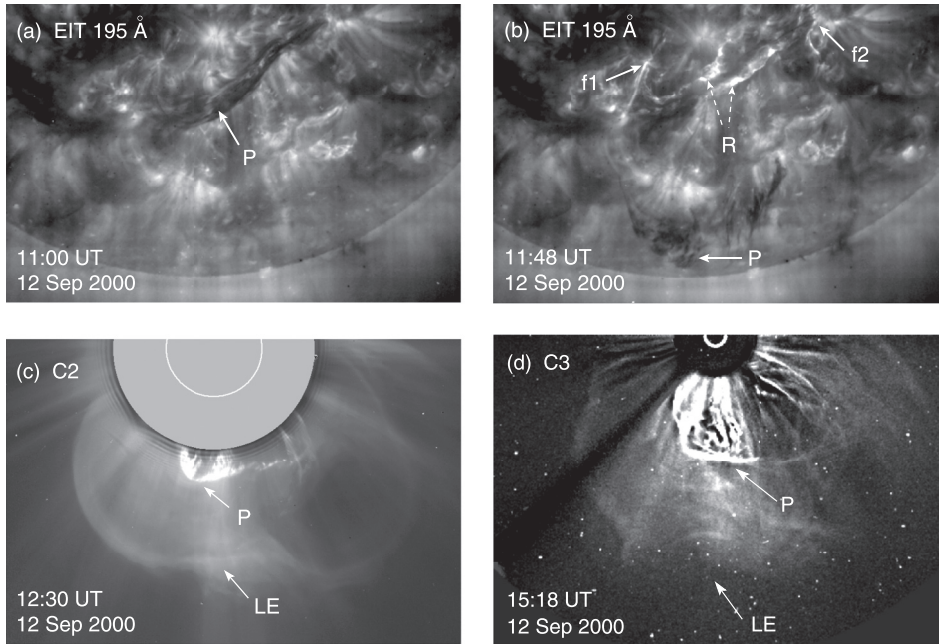 (a) EIT 195 Å
P
11:00 UT
12 Sep 2000
(b) EIT 195 Å
f1
f2
R
P
11:48 UT
12 Sep 2000
(c) C2
P
LE
12:30 UT
12 Sep 2000
(d) C3
P
LE
15:18 UT
12 Sep 2000